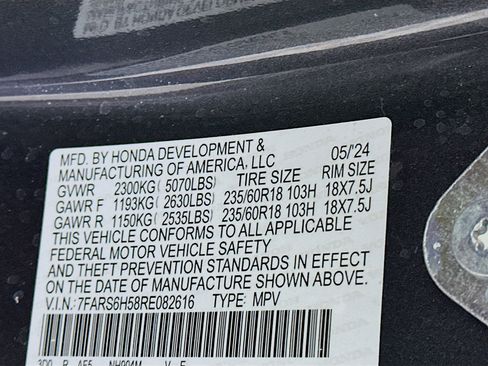 MFD. BY HONDA DEVELOPMENT &
MANUFACTURING OF AMERICA, LLC 05/'24
GVWR 2300KG( 5070LBS) TIRE SIZE RIM SIZE
GAWR F 1193KG( 2630LBS) 235/60R18 103H 18X7.5J
GAWR R 1150KG( 2535LBS) 235/60R18 103H 18X7.5J
THIS VEHICLE CONFORMS TO ALL APPLICABLE
FEDERAL MOTOR VEHICLE SAFETY
AND THEFT PREVENTION STANDARDS IN EFFECT
ON THE DATE OF MANUFACTURE SHOWN ABOVE.
V.I.N.: 7FARS6H58RE082616 TYPE: MPV